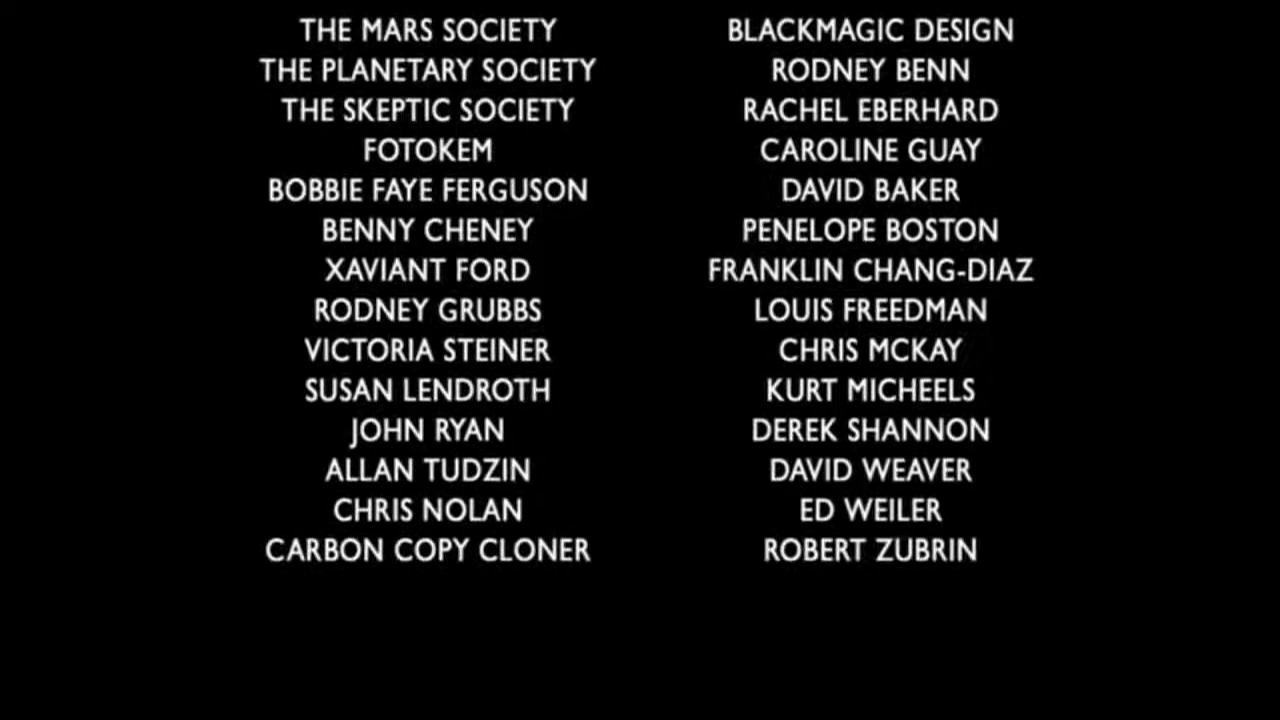 THE MARS SOCIETY
THE PLANETARY SOCIETY
THE SKEPTIC SOCIETY
FOTOKEM
BOBBIE FAYE FERGUSON
BENNY CHENEY
XAVIANT FORD
RODNEY GRUBBS
VICTORIA STEINER
SUSAN LENDROTH
JOHN RYAN
ALLAN TUDZIN
CHRIS NOLAN
CARBON COPY CLONER
BLACKMAGIC DESIGN
RODNEY BENN
RACHEL EBERHARD
CAROLINE GUAY
DAVID BAKER
PENELOPE BOSTON
FRANKLIN CHANG-DIAZ
LOUIS FREEDMAN
CHRIS MCKAY
KURT MICHEELS
DEREK SHANNON
DAVID WEAVER
ED WEILER
ROBERT ZUBRIN